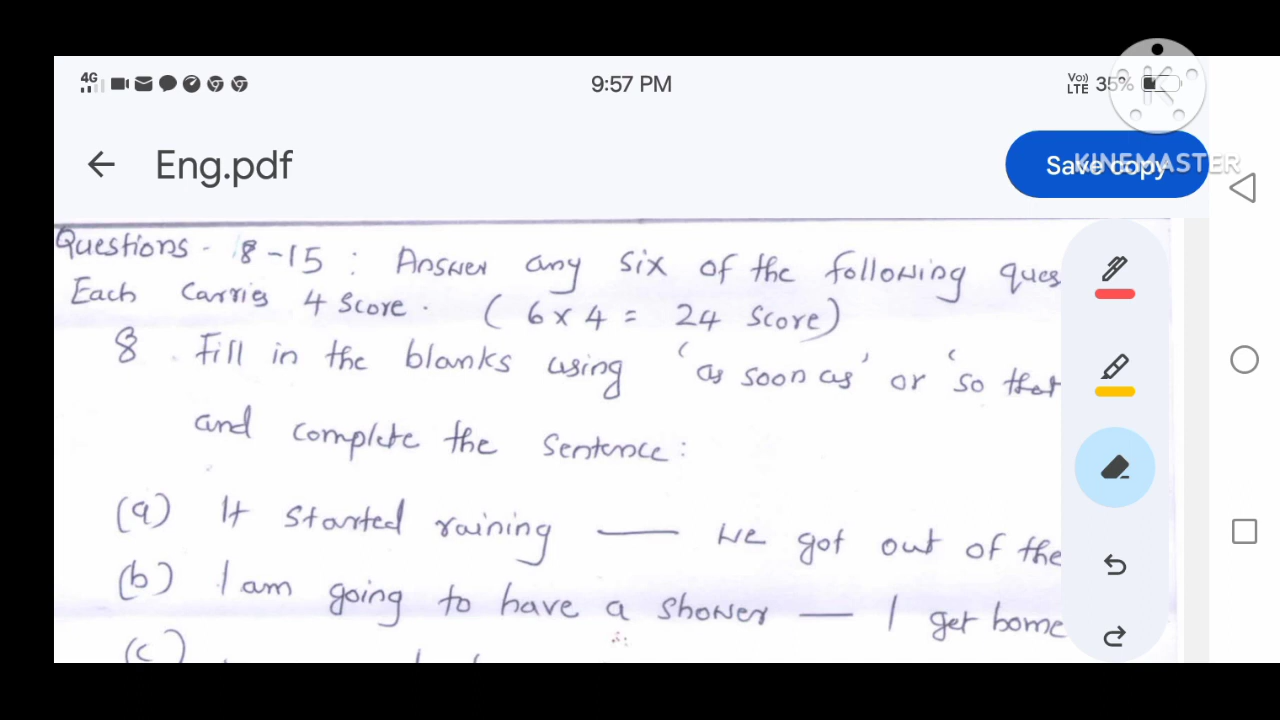 4G 9:57 PM Vo) LTE 35%
Eng.pdf
Save copy
KINEMASTER
Questions - 8-15 : Answer any six of the following ques
Each Carries 4 Score. ( 6 x 4 = 24 Score)
8. Fill in the blanks using 'as soon as' or 'so that
and complete the Sentence:
(a) It started raining —— we got out of the
(b) I am going to have a shower —— I get home
(c)